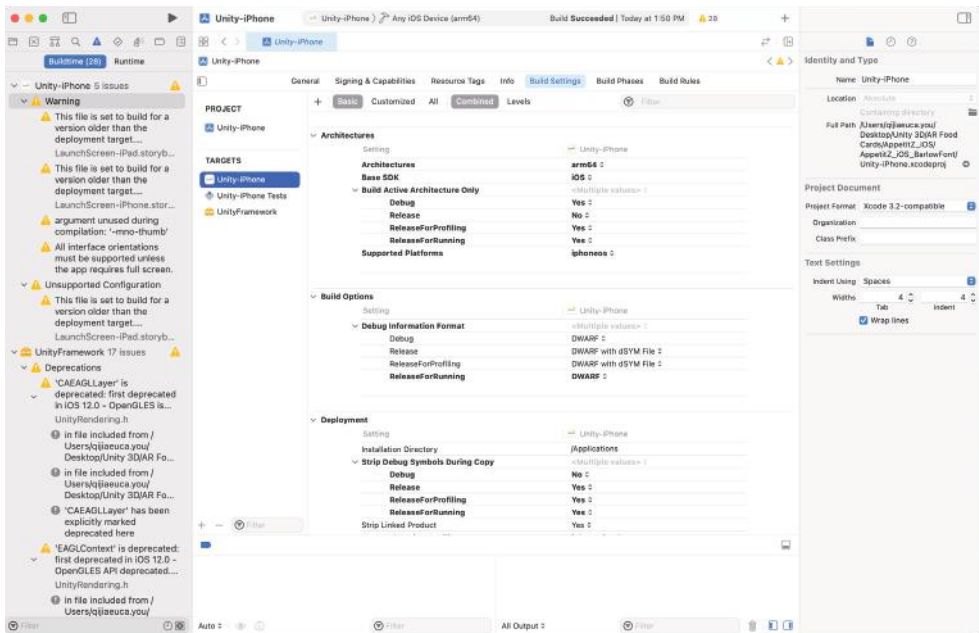 Unity-iPhone
Unity-iPhone
Any iOS Device (arm64)
Build Succeeded | Today at 1:50 PM
Unity-iPhone
Buildtime (28)
Runtime
Unity-iPhone 5 issues
Warning
This file is set to build for a
version older than the
deployment target....
LaunchScreen-iPad.storyb...
This file is set to build for a
version older than the
deployment target....
LaunchScreen-iPhone.stor...
argument unused during
compilation: '-mno-thumb'
All interface orientations
must be supported unless
the app requires full screen.
Unsupported Configuration
This file is set to build for a
version older than the
deployment target....
LaunchScreen-iPad.storyb...
UnityFramework 17 issues
Deprecations
'CAEAGLLayer' is
deprecated: first deprecated
in iOS 12.0 - OpenGLES is...
UnityRendering.h
in file included from /
Users/qijiaeuca.you/
Desktop/Unity 3D/AR Fo...
in file included from /
Users/qijiaeuca.you/
Desktop/Unity 3D/AR Fo...
'CAEAGLLayer' has been
explicitly marked
deprecated here
'EAGLContext' is deprecated:
first deprecated in iOS 12.0 -
OpenGLES API deprecated....
UnityRendering.h
in file included from /
Users/qijiaeuca.you/
Filter
Unity-iPhone
General Signing & Capabilities Resource Tags Info Build Settings Build Phases Build Rules
PROJECT
Unity-iPhone
TARGETS
Unity-iPhone
Unity-iPhone Tests
UnityFramework
Filter
+ Basic Customized All Combined Levels Filter
Architectures
Setting Unity-iPhone
Architectures arm64
Base SDK iOS
Build Active Architecture Only <Multiple values>
Debug Yes
Release No
ReleaseForProfiling Yes
ReleaseForRunning Yes
Supported Platforms iphoneos
Build Options
Setting Unity-iPhone
Debug Information Format <Multiple values>
Debug DWARF
Release DWARF with dSYM File
ReleaseForProfiling DWARF with dSYM File
ReleaseForRunning DWARF
Deployment
Setting Unity-iPhone
Installation Directory /Applications
Strip Debug Symbols During Copy <Multiple values>
Debug No
Release Yes
ReleaseForProfiling Yes
ReleaseForRunning Yes
Strip Linked Product Yes
Auto
Filter
All Output
Filter
Identity and Type
Name Unity-iPhone
Location Absolute
Containing directory
Full Path /Users/qijiaeuca.you/
Desktop/Unity 3D/AR Food
Cards/AppetitZ_iOS/
AppetitZ_iOS_BarlowFont/
Unity-iPhone.xcodeproj
Project Document
Project Format Xcode 3.2-compatible
Organization
Class Prefix
Text Settings
Indent Using Spaces
Widths 4 4
Tab Indent
Wrap lines